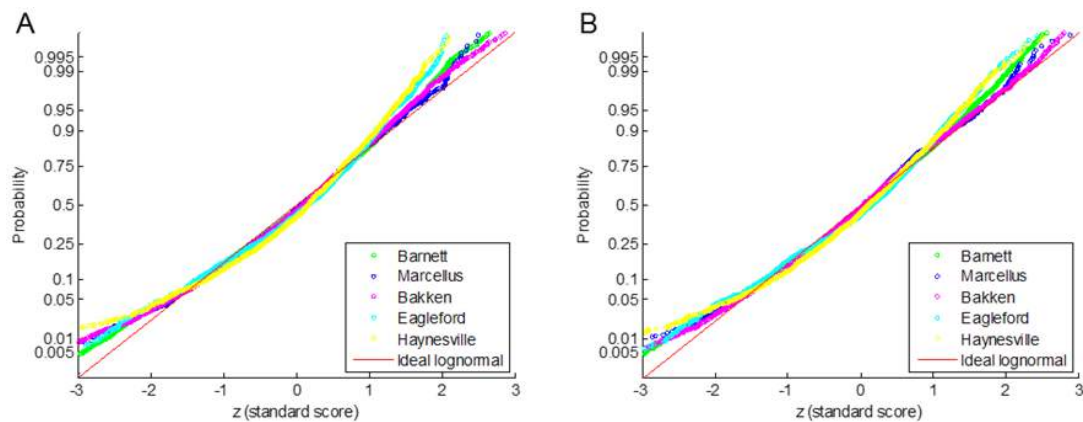 A
Probability
0.995
0.99
0.95
0.9
0.75
0.5
0.25
0.1
0.05
0.01
0.005
Barnett
Marcellus
Bakken
Eagleford
Haynesville
Ideal lognormal
-3 -2 -1 0 1 2 3
z (standard score)
B
Probability
0.995
0.99
0.95
0.9
0.75
0.5
0.25
0.1
0.05
0.01
0.005
Barnett
Marcellus
Bakken
Eagleford
Haynesville
Ideal lognormal
-3 -2 -1 0 1 2 3
z (standard score)